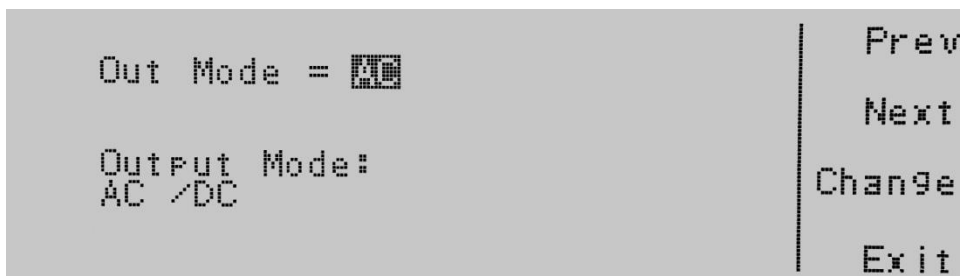 Out Mode = AC
Output Mode:
AC /DC
Prev
Next
Change
Exit